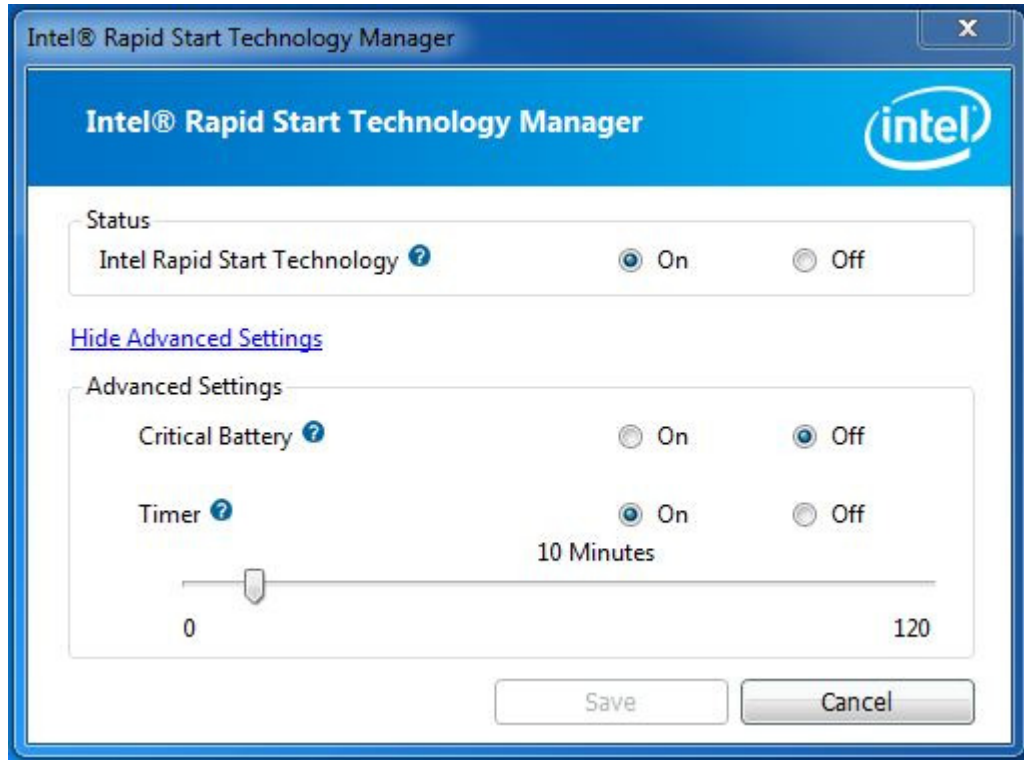 Intel® Rapid Start Technology Manager
X
Intel® Rapid Start Technology Manager
intel
Status
Intel Rapid Start Technology ? On Off
Hide Advanced Settings
Advanced Settings
Critical Battery ? On Off
Timer ? On Off
10 Minutes
0 120
Save Cancel